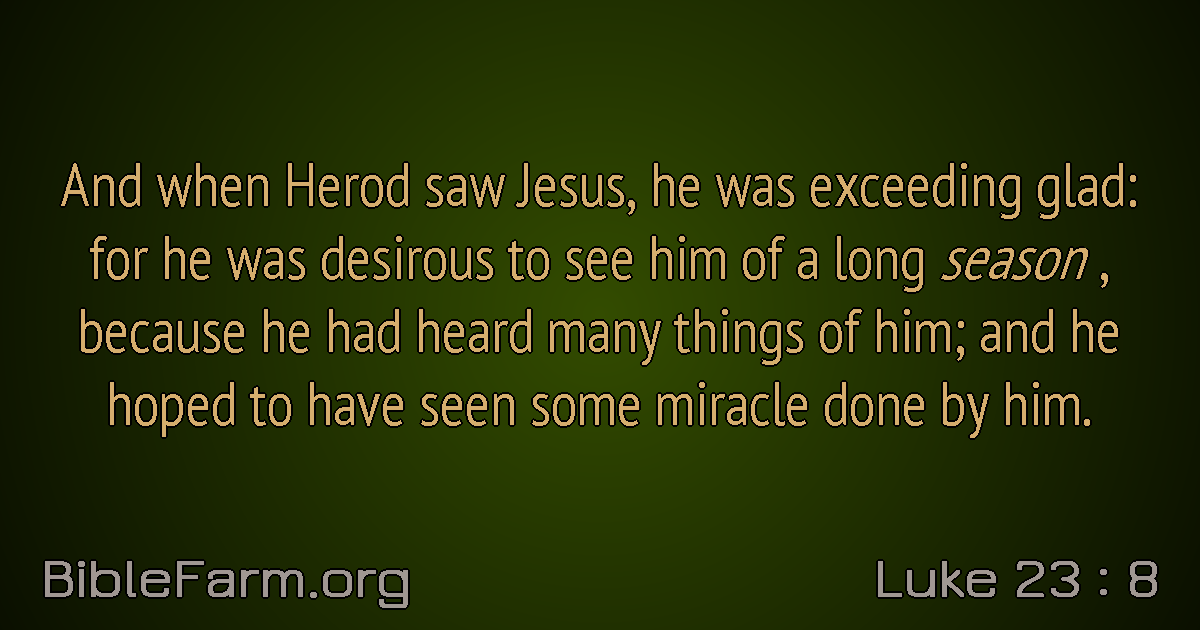 And when Herod saw Jesus, he was exceeding glad:
for he was desirous to see him of a long season ,
because he had heard many things of him; and he
hoped to have seen some miracle done by him.
BibleFarm.org
Luke 23 : 8